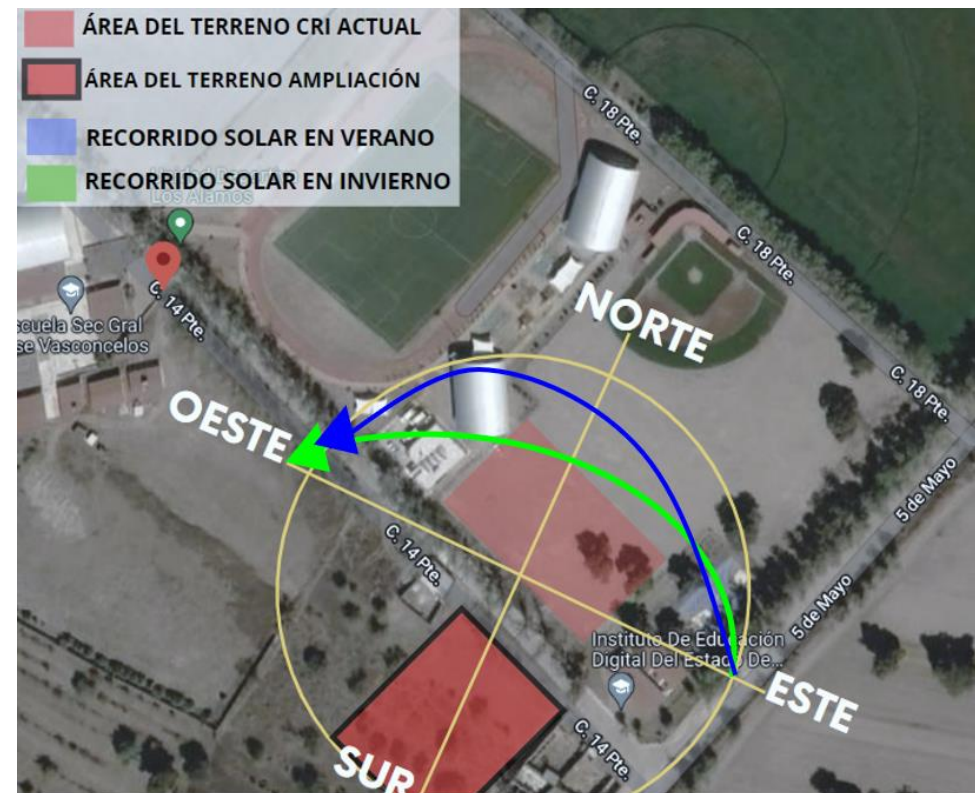 ÁREA DEL TERRENO CRI ACTUAL
ÁREA DEL TERRENO AMPLIACIÓN
RECORRIDO SOLAR EN VERANO
RECORRIDO SOLAR EN INVIERNO
Los Alamos
C. 18 Pte.
C. 18 Pte.
C. 18 Pte.
C. 14 Pte.
cuela Sec Gral
se Vasconcelos
NORTE
OESTE
5 de Mayo
C. 14 Pte.
5 de Mayo
Instituto De Educación
Digital Del Estado De...
ESTE
C. 14 Pte.
SUR